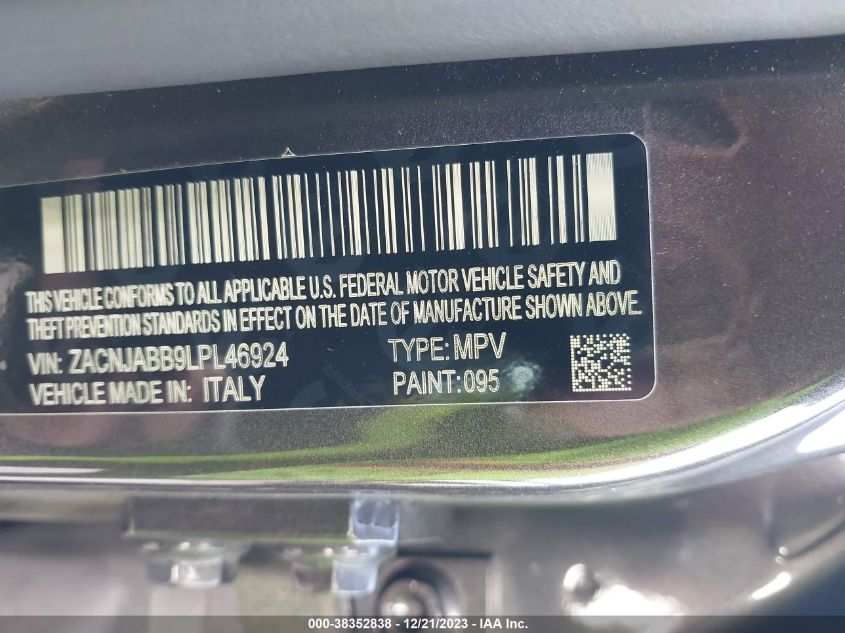 THIS VEHICLE CONFORMS TO ALL APPLICABLE U.S. FEDERAL MOTOR VEHICLE SAFETY AND
THEFT PREVENTION STANDARDS IN EFFECT ON THE DATE OF MANUFACTURE SHOWN ABOVE.
VIN: ZACNJABB9LPL46924 TYPE: MPV
VEHICLE MADE IN: ITALY PAINT:095
000-38352838 - 12/21/2023 - IAA Inc.